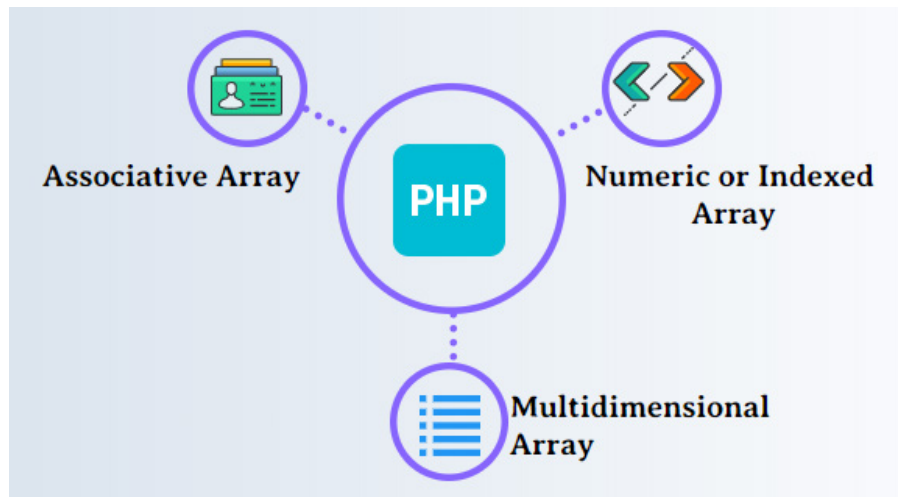 Associative Array
PHP
Numeric or Indexed
Array
Multidimensional
Array